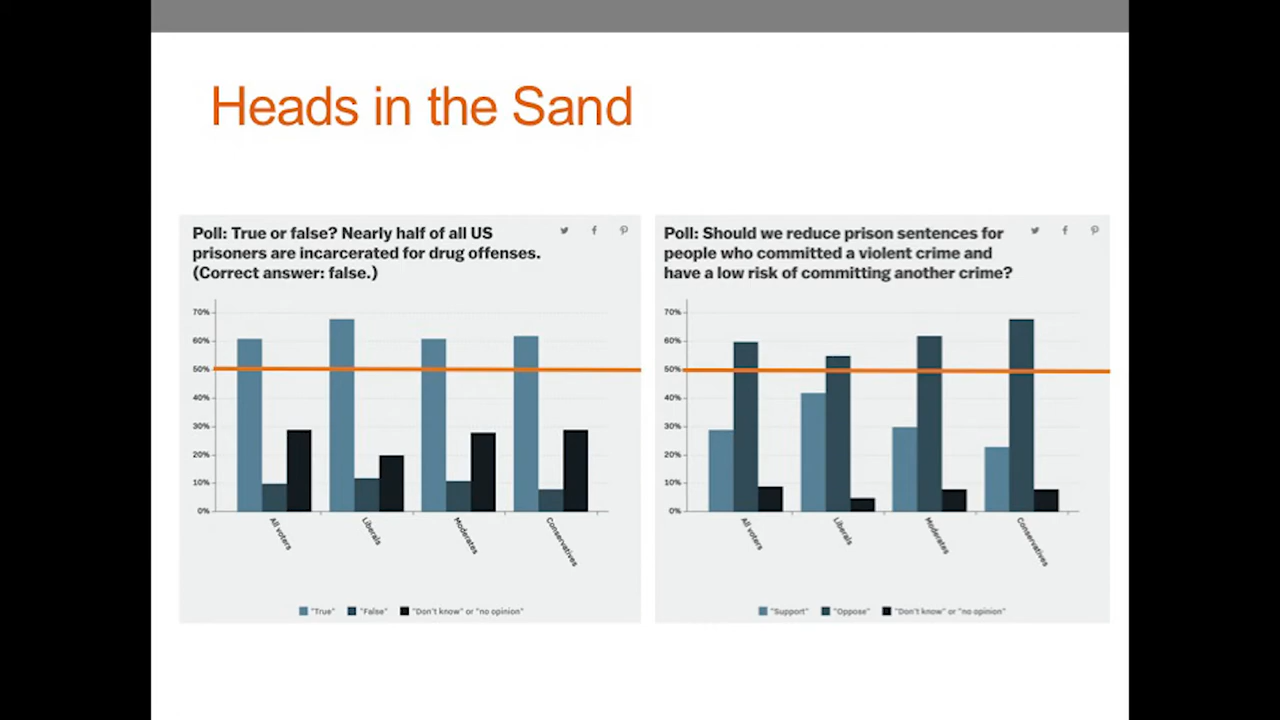 Heads in the Sand
Poll: True or false? Nearly half of all US
prisoners are incarcerated for drug offenses.
(Correct answer: false.)
70%
60%
50%
40%
30%
20%
10%
0%
All voters
Liberals
Moderates
Conservatives
"True" "False" "Don't know" or "no opinion"
Poll: Should we reduce prison sentences for
people who committed a violent crime and
have a low risk of committing another crime?
70%
60%
50%
40%
30%
20%
10%
0%
All voters
Liberals
Moderates
Conservatives
"Support" "Oppose" "Don't know" or "no opinion"